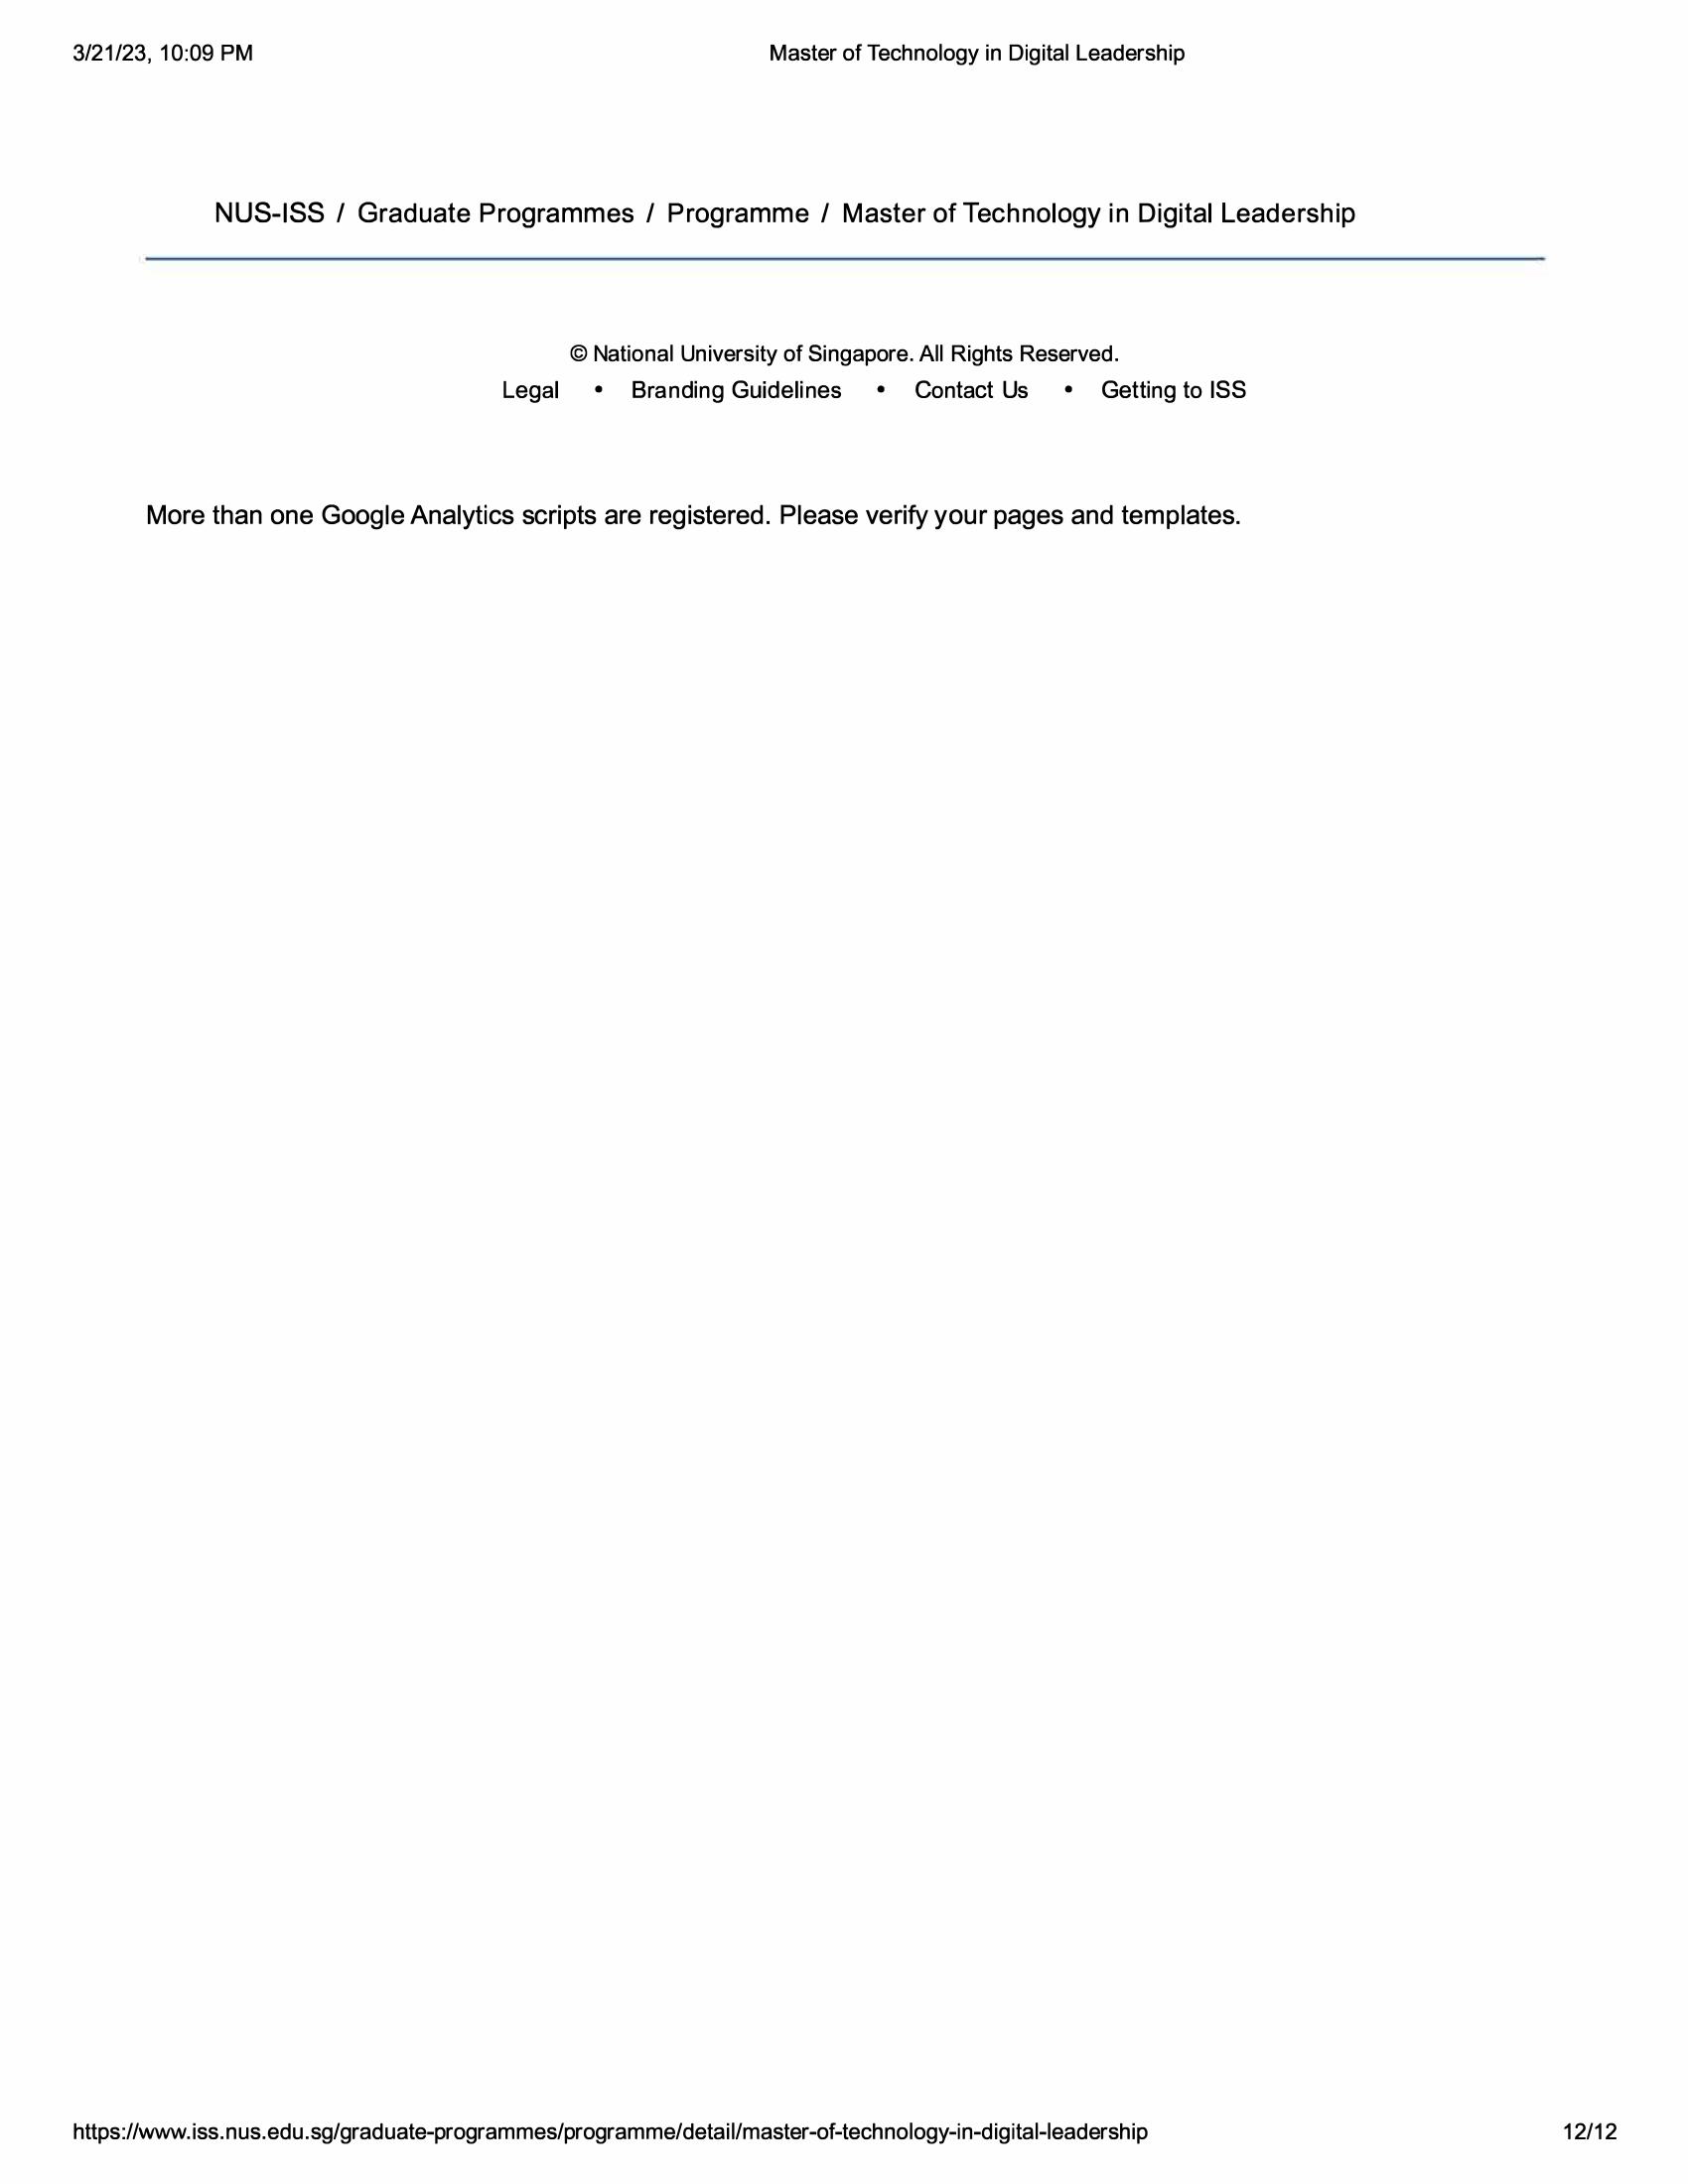 3/21/23, 10:09 PM Master of Technology in Digital Leadership
NUS-ISS / Graduate Programmes / Programme / Master of Technology in Digital Leadership
© National University of Singapore. All Rights Reserved.
Legal • Branding Guidelines • Contact Us • Getting to ISS
More than one Google Analytics scripts are registered. Please verify your pages and templates.
https://www.iss.nus.edu.sg/graduate-programmes/programme/detail/master-of-technology-in-digital-leadership 12/12